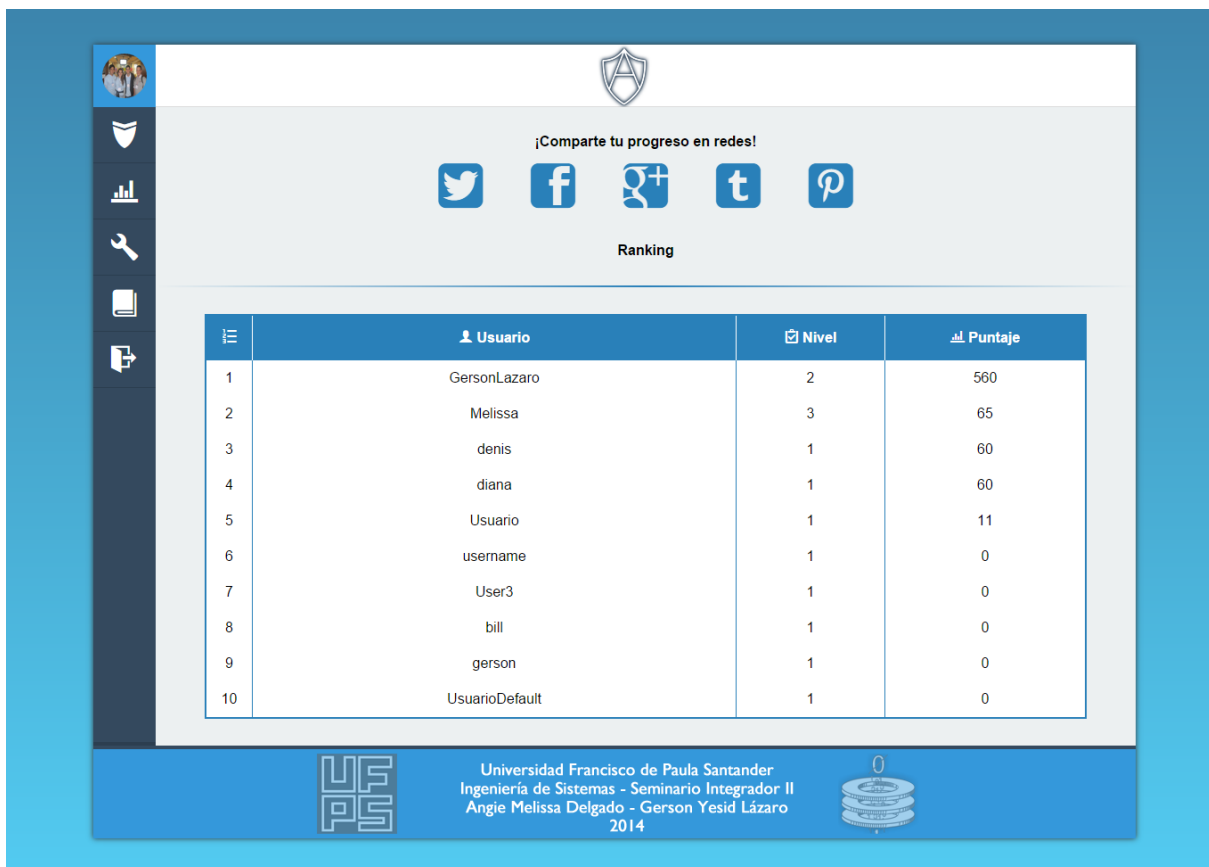 ¡Comparte tu progreso en redes!
Ranking
Usuario Nivel Puntaje
1 GersonLazaro 2 560
2 Melissa 3 65
3 denis 1 60
4 diana 1 60
5 Usuario 1 11
6 username 1 0
7 User3 1 0
8 bill 1 0
9 gerson 1 0
10 UsuarioDefault 1 0
UFPS
Universidad Francisco de Paula Santander
Ingeniería de Sistemas - Seminario Integrador II
Angie Melissa Delgado - Gerson Yesid Lázaro
2014